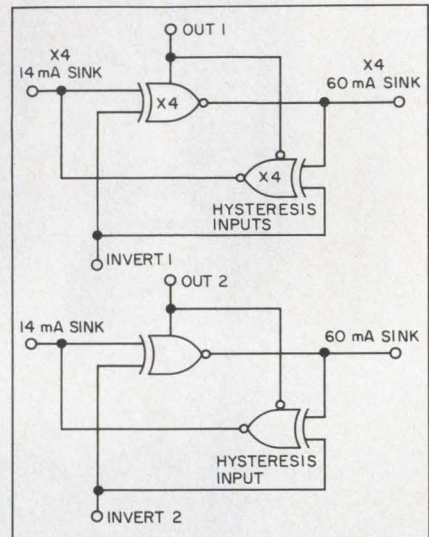 OUT 1
X4
14 mA SINK
X4
60 mA SINK
X4
X4
HYSTERESIS
INPUTS
INVERT 1
OUT 2
14 mA SINK
60 mA SINK
HYSTERESIS
INPUT
INVERT 2